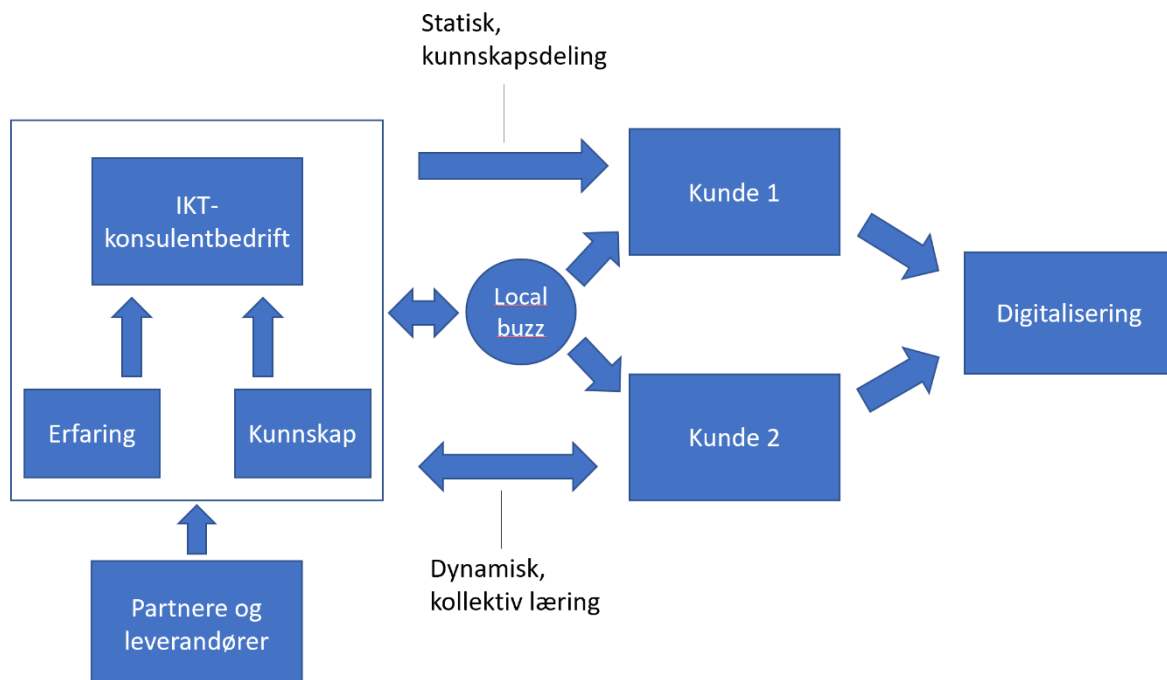 Statisk,
kunnskapsdeling
IKT-
konsulentbedrift
Kunde 1
Local
buzz
Digitalisering
Erfaring
Kunnskap
Kunde 2
Dynamisk,
kollektiv læring
Partnere og
leverandører